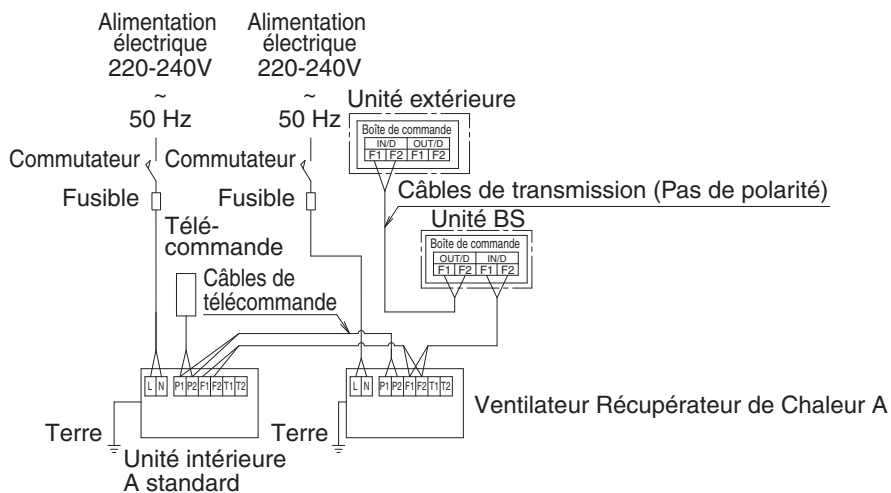 Alimentation
électrique
220-240V
~
50 Hz
Alimentation
électrique
220-240V
~
50 Hz
Unité extérieure
Boîte de commande
IN/D OUT/D
F1 F2 F1 F2
Commutateur
Commutateur
Fusible
Fusible
Câbles de transmission (Pas de polarité)
Unité BS
Boîte de commande
OUT/D IN/D
F1 F2 F1 F2
Télé-
commande
Câbles de
télécommande
L N P1 P2 F1 F2 T1 T2
L N P1 P2 F1 F2 T1 T2
Ventilateur Récupérateur de Chaleur A
Terre
Terre
Unité intérieure
A standard